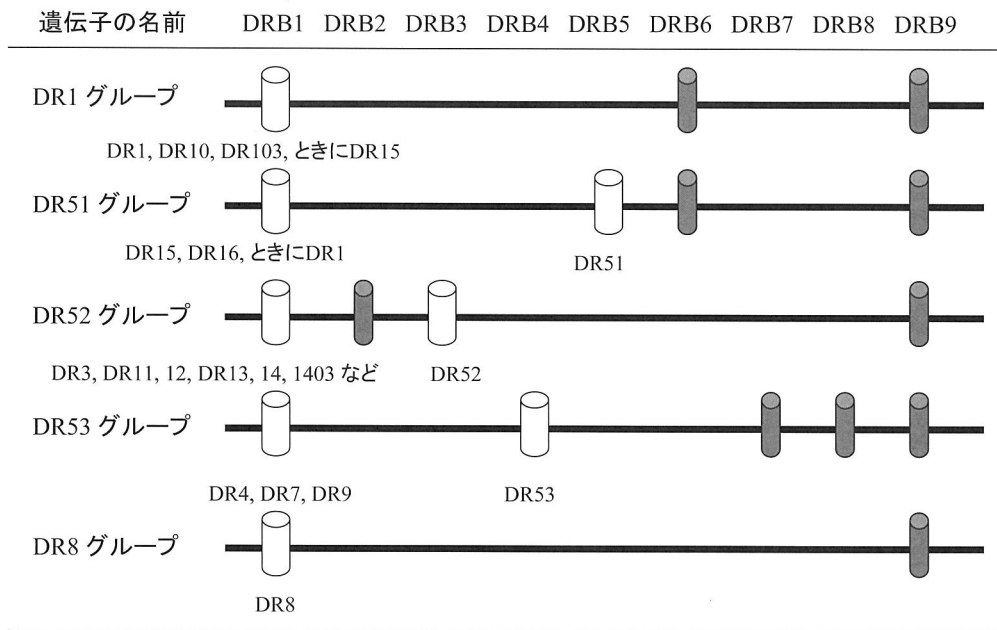 遺伝子の名前 DRB1 DRB2 DRB3 DRB4 DRB5 DRB6 DRB7 DRB8 DRB9
DR1 グループ
DR1, DR10, DR103, ときにDR15
DR51 グループ
DR15, DR16, ときにDR1 DR51
DR52 グループ
DR3, DR11, 12, DR13, 14, 1403 など DR52
DR53 グループ
DR4, DR7, DR9 DR53
DR8 グループ
DR8